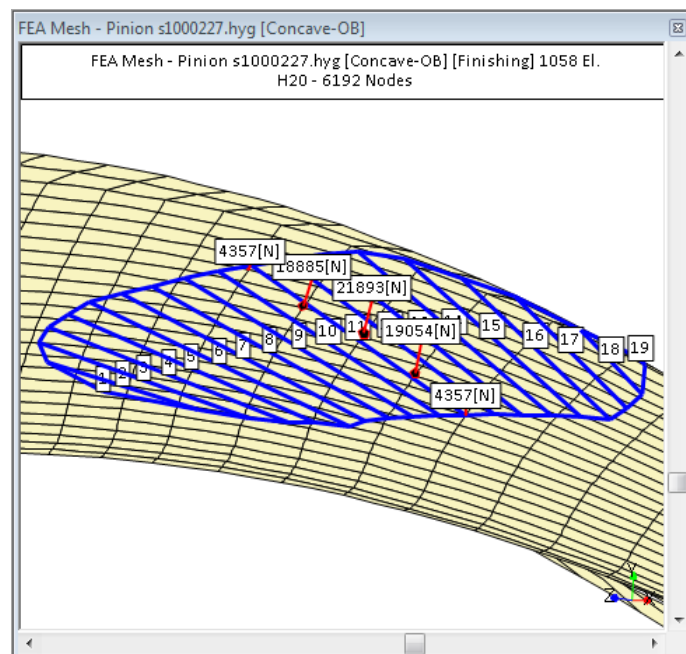 FEA Mesh - Pinion s1000227.hyg [Concave-OB]
FEA Mesh - Pinion s1000227.hyg [Concave-OB] [Finishing] 1058 El.
H20 - 6192 Nodes
4357[N]
18885[N]
21893[N]
19054[N]
4357[N]
1
2
3
4
5
6
7
8
9
10
11
15
16
17
18
19
Y
Z
X